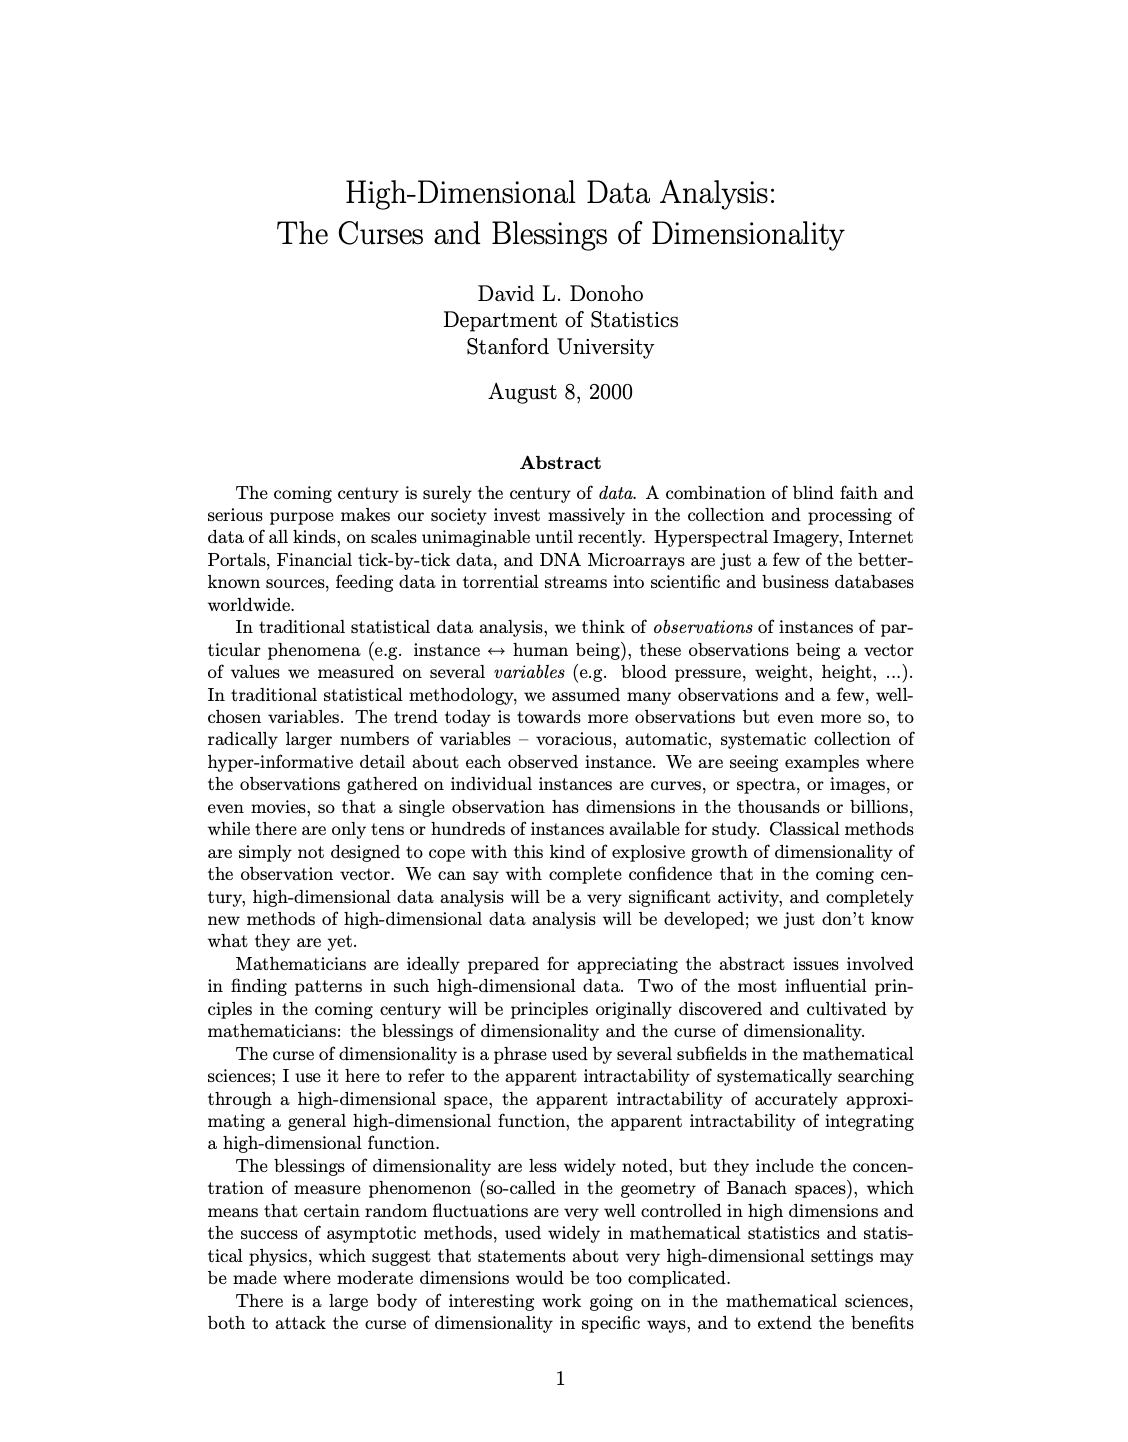 High-Dimensional Data Analysis:
The Curses and Blessings of Dimensionality
David L. Donoho
Department of Statistics
Stanford University
August 8, 2000
Abstract
The coming century is surely the century of data. A combination of blind faith and
serious purpose makes our society invest massively in the collection and processing of
data of all kinds, on scales unimaginable until recently. Hyperspectral Imagery, Internet
Portals, Financial tick-by-tick data, and DNA Microarrays are just a few of the better-
known sources, feeding data in torrential streams into scientific and business databases
worldwide.
In traditional statistical data analysis, we think of observations of instances of par-
ticular phenomena (e.g. instance ↔ human being), these observations being a vector
of values we measured on several variables (e.g. blood pressure, weight, height, ...).
In traditional statistical methodology, we assumed many observations and a few, well-
chosen variables. The trend today is towards more observations but even more so, to
radically larger numbers of variables – voracious, automatic, systematic collection of
hyper-informative detail about each observed instance. We are seeing examples where
the observations gathered on individual instances are curves, or spectra, or images, or
even movies, so that a single observation has dimensions in the thousands or billions,
while there are only tens or hundreds of instances available for study. Classical methods
are simply not designed to cope with this kind of explosive growth of dimensionality of
the observation vector. We can say with complete confidence that in the coming cen-
tury, high-dimensional data analysis will be a very significant activity, and completely
new methods of high-dimensional data analysis will be developed; we just don't know
what they are yet.
Mathematicians are ideally prepared for appreciating the abstract issues involved
in finding patterns in such high-dimensional data. Two of the most influential prin-
ciples in the coming century will be principles originally discovered and cultivated by
mathematicians: the blessings of dimensionality and the curse of dimensionality.
The curse of dimensionality is a phrase used by several subfields in the mathematical
sciences; I use it here to refer to the apparent intractability of systematically searching
through a high-dimensional space, the apparent intractability of accurately approxi-
mating a general high-dimensional function, the apparent intractability of integrating
a high-dimensional function.
The blessings of dimensionality are less widely noted, but they include the concen-
tration of measure phenomenon (so-called in the geometry of Banach spaces), which
means that certain random fluctuations are very well controlled in high dimensions and
the success of asymptotic methods, used widely in mathematical statistics and statis-
tical physics, which suggest that statements about very high-dimensional settings may
be made where moderate dimensions would be too complicated.
There is a large body of interesting work going on in the mathematical sciences,
both to attack the curse of dimensionality in specific ways, and to extend the benefits
1